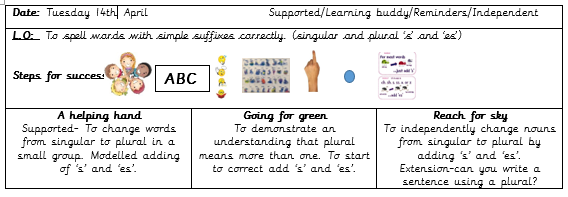 Date: Tuesday 14th April Supported/Learning buddy/Reminders/Independent
L.O: To spell words with simple suffixes correctly. (singular and plural 's' and 'es')
Steps for success
ABC
A helping hand
Supported- To change words
from singular to plural in a
small group. Modelled adding
of 's' and 'es'.
Going for green
To demonstrate an
understanding that plural
means more than one. To start
to correct add 's' and 'es'.
Reach for sky
To independently change nouns
from singular to plural by
adding 's' and 'es'.
Extension-can you write a
sentence using a plural?